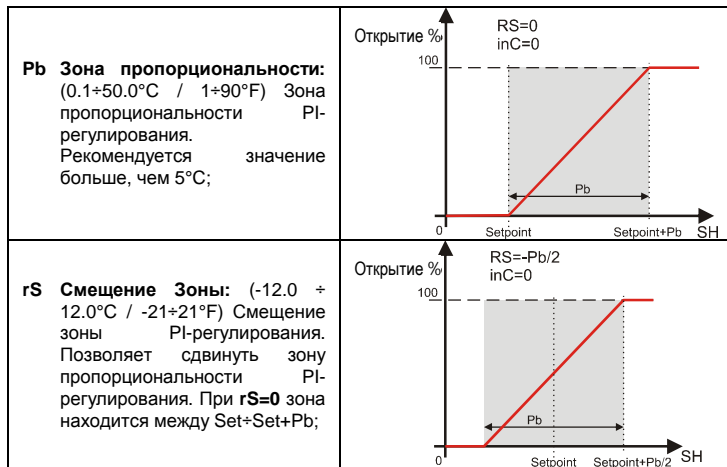 Pb Зона пропорциональности:
(0.1÷50.0°C / 1÷90°F) Зона
пропорциональности PI-
регулирования.
Рекомендуется значение
больше, чем 5°C;
Открытие %
RS=0
inC=0
100
Pb
0
Setpoint
Setpoint+Pb
SH
rS Смещение Зоны: (-12.0 ÷
12.0°C / -21÷21°F) Смещение
зоны PI-регулирования.
Позволяет сдвинуть зону
пропорциональности PI-
регулирования. При rS=0 зона
находится между Set÷Set+Pb;
Открытие %
RS=-Pb/2
inC=0
100
Pb
0
Setpoint
Setpoint+Pb/2
SH